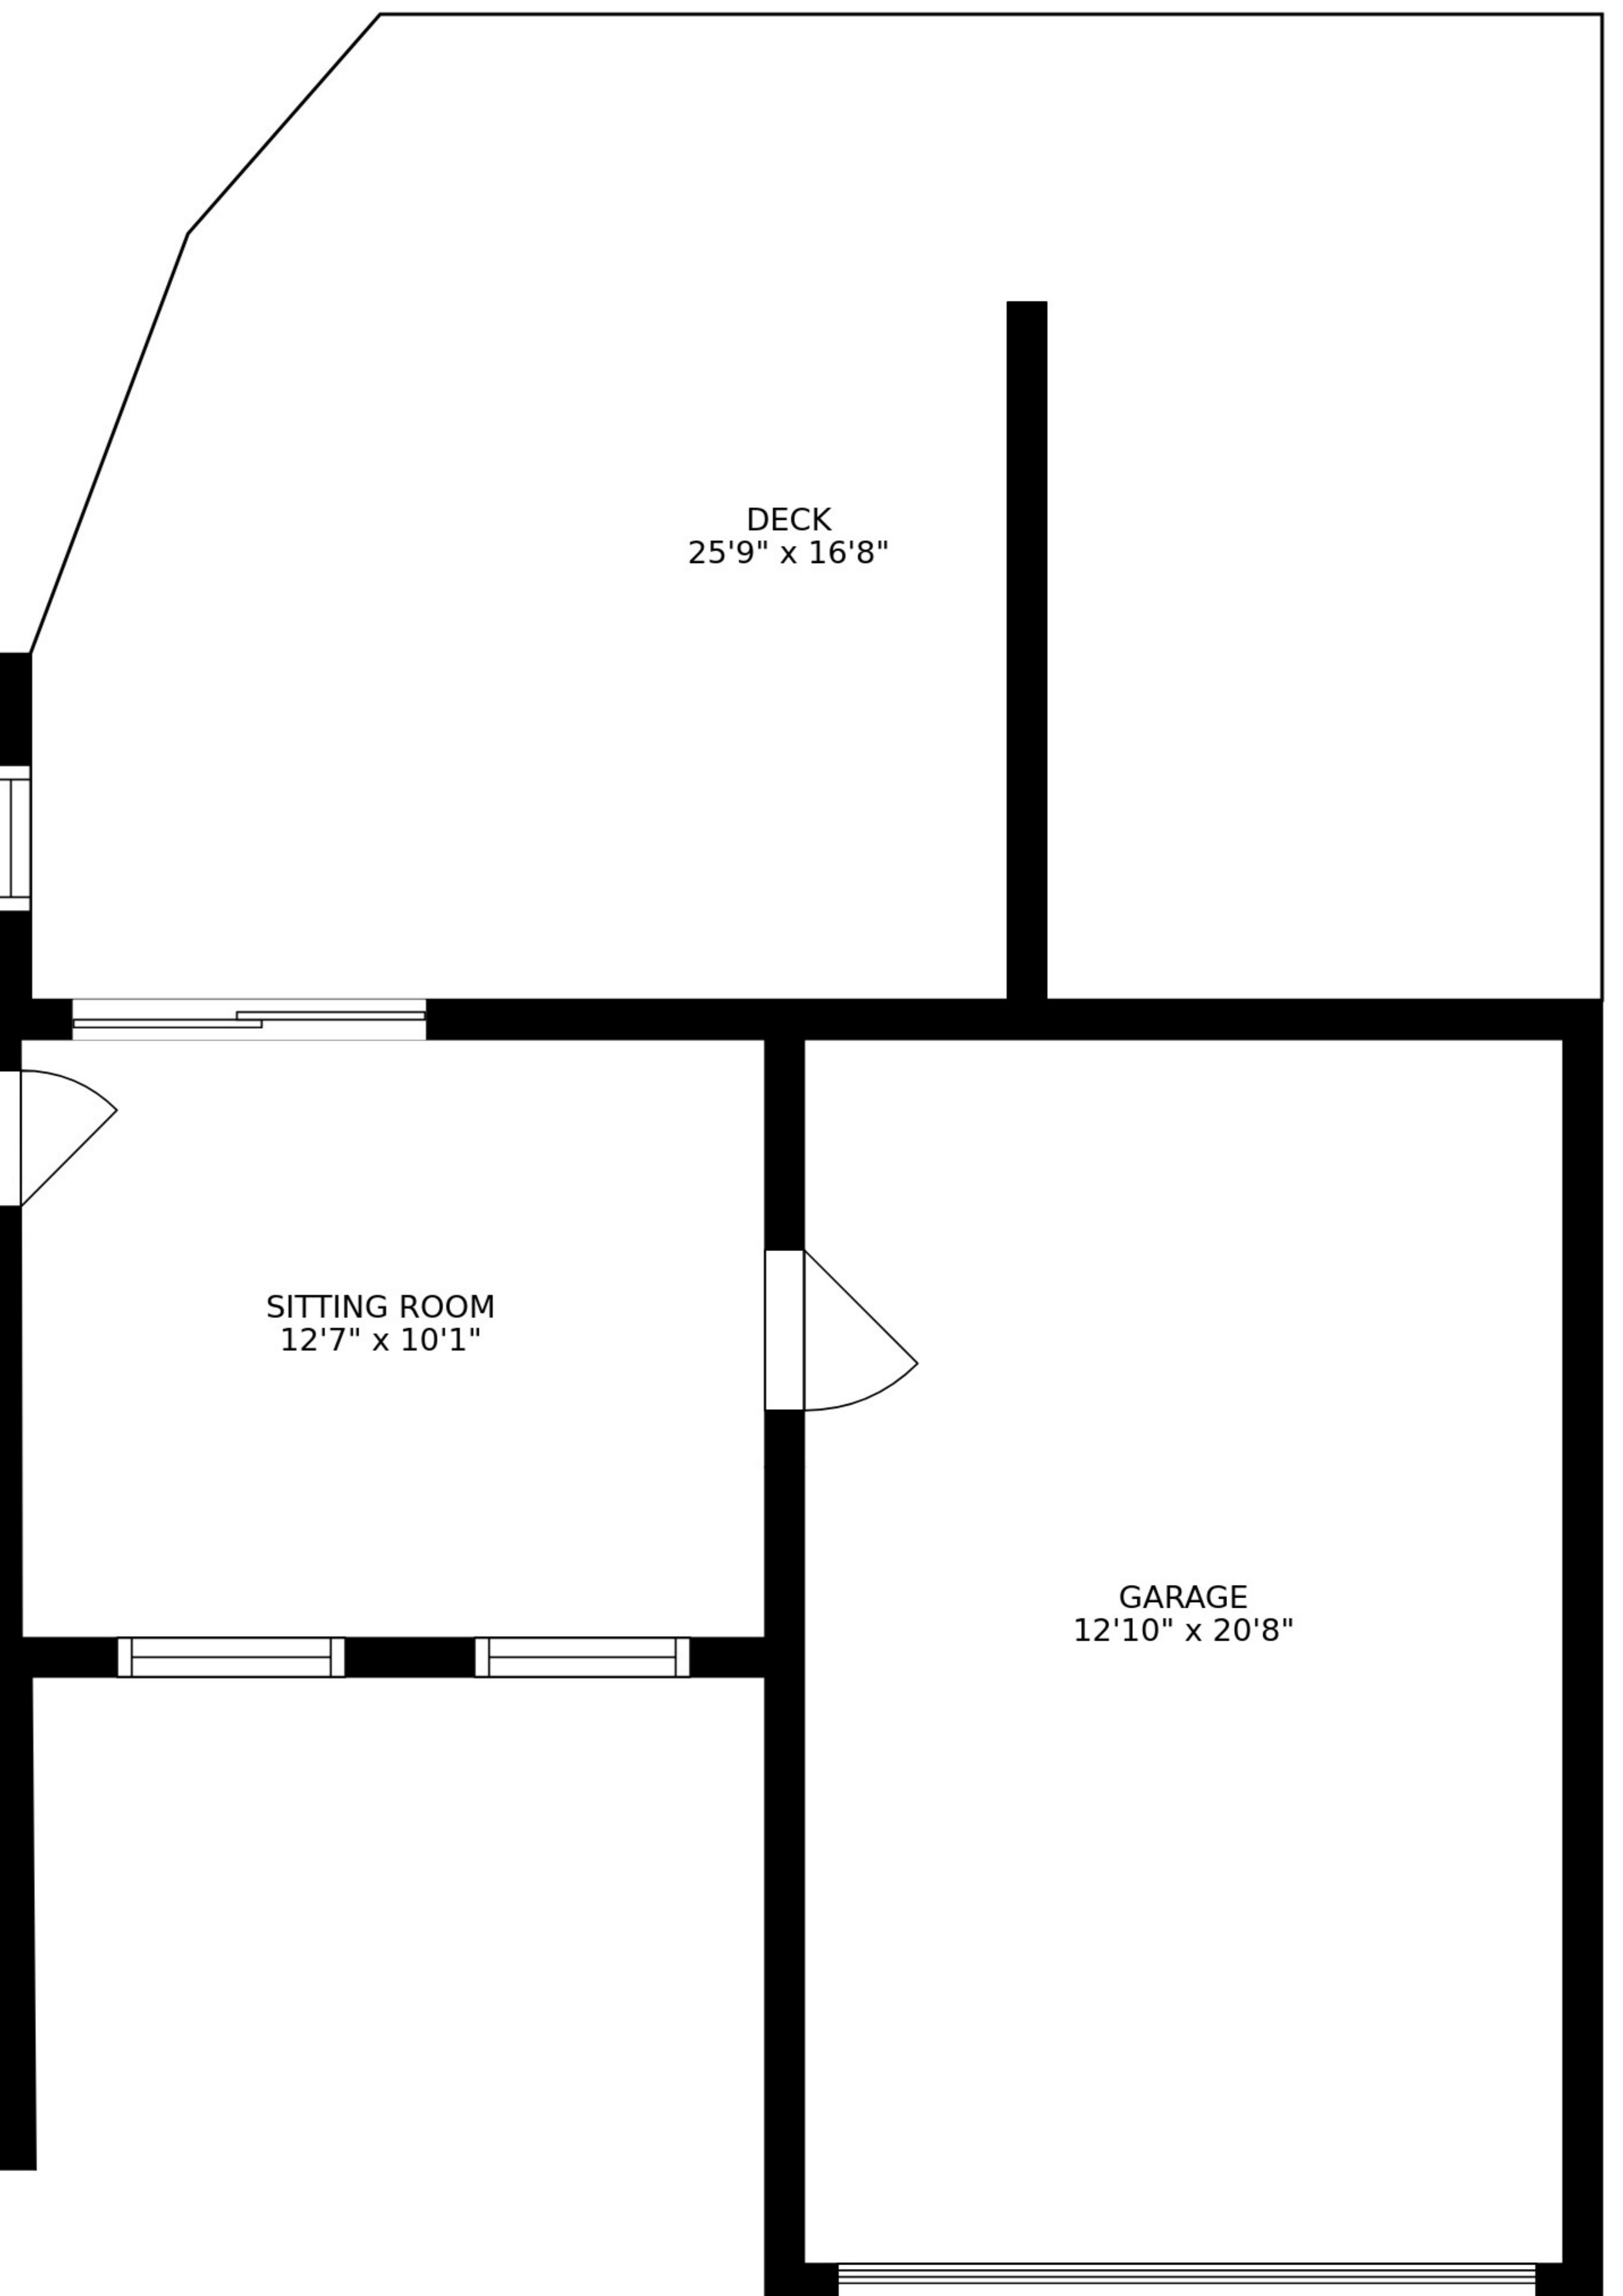 DECK
25'9" x 16'8"
SITTING ROOM
12'7" x 10'1"
GARAGE
12'10" x 20'8"